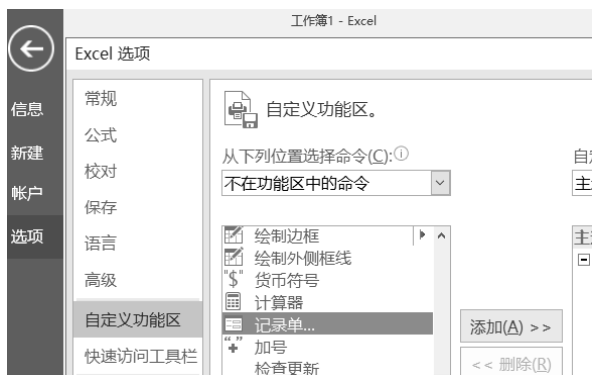 工作簿1 - Excel
Excel 选项
信息
新建
帐户
选项
常规
公式
校对
保存
语言
高级
自定义功能区
快速访问工具栏
自定义功能区。
从下列位置选择命令(C):
不在功能区中的命令
绘制边框
绘制外侧框线
"$" 货币符号
计算器
记录单...
"+" 加号
检查更新
添加(A) >>
<< 删除(R)